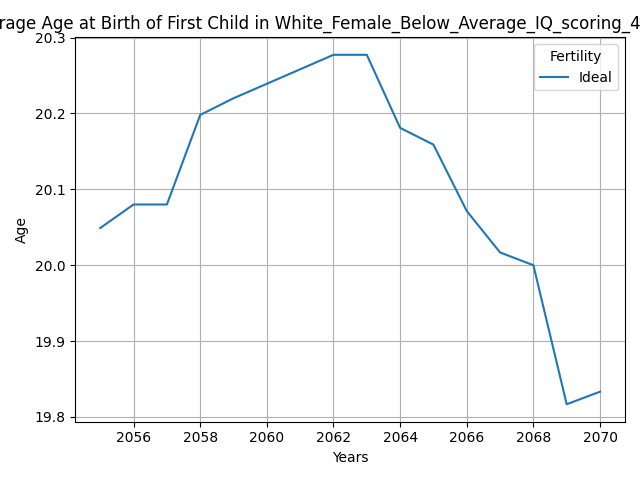 rage Age at Birth of First Child in White_Female_Below_Average_IQ_scoring_4
20.3
20.2
20.1
20.0
19.9
19.8
Age
Fertility
Ideal
2056 2058 2060 2062 2064 2066 2068 2070
Years